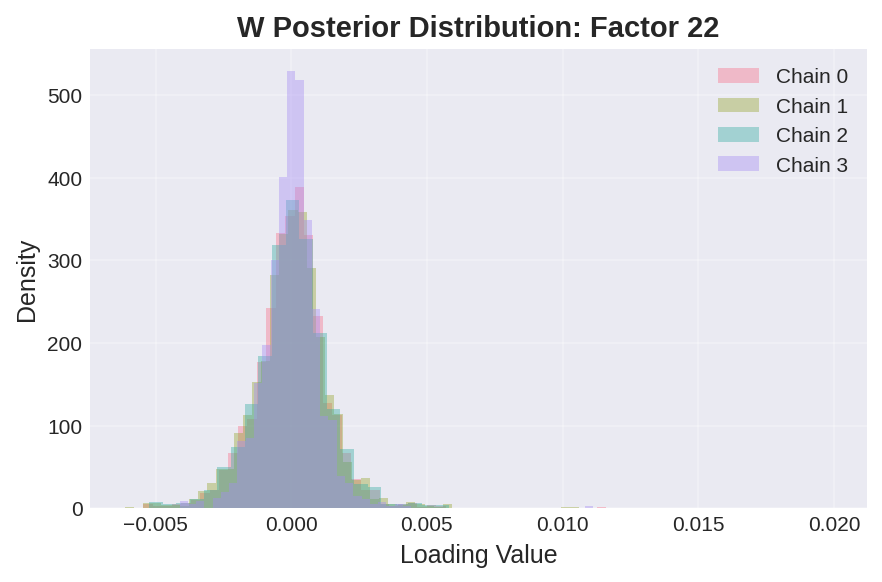 W Posterior Distribution: Factor 22
Chain 0
Chain 1
Chain 2
Chain 3
Density
500
400
300
200
100
0
−0.005 0.000 0.005 0.010 0.015 0.020
Loading Value